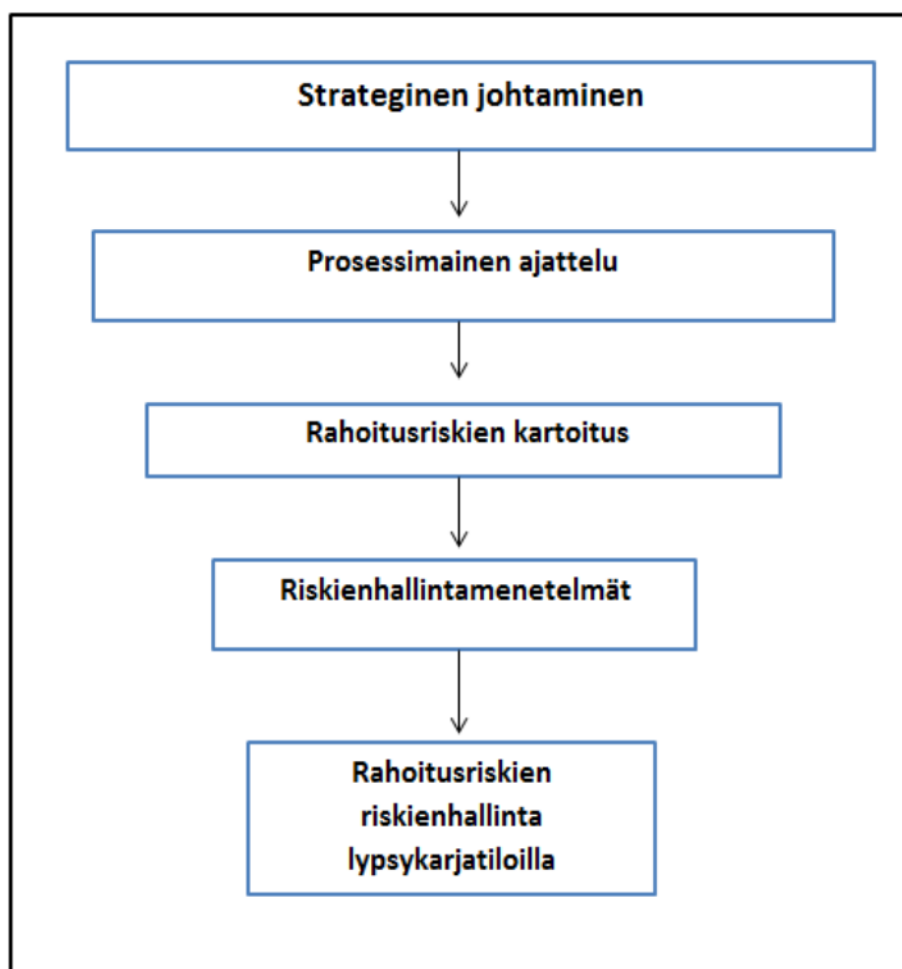 Strateginen johtaminen
Prosessimainen ajattelu
Rahoitusriskien kartoitus
Riskienhallintamenetelmät
Rahoitusriskien
riskienhallinta
lypsykarjatiloilla